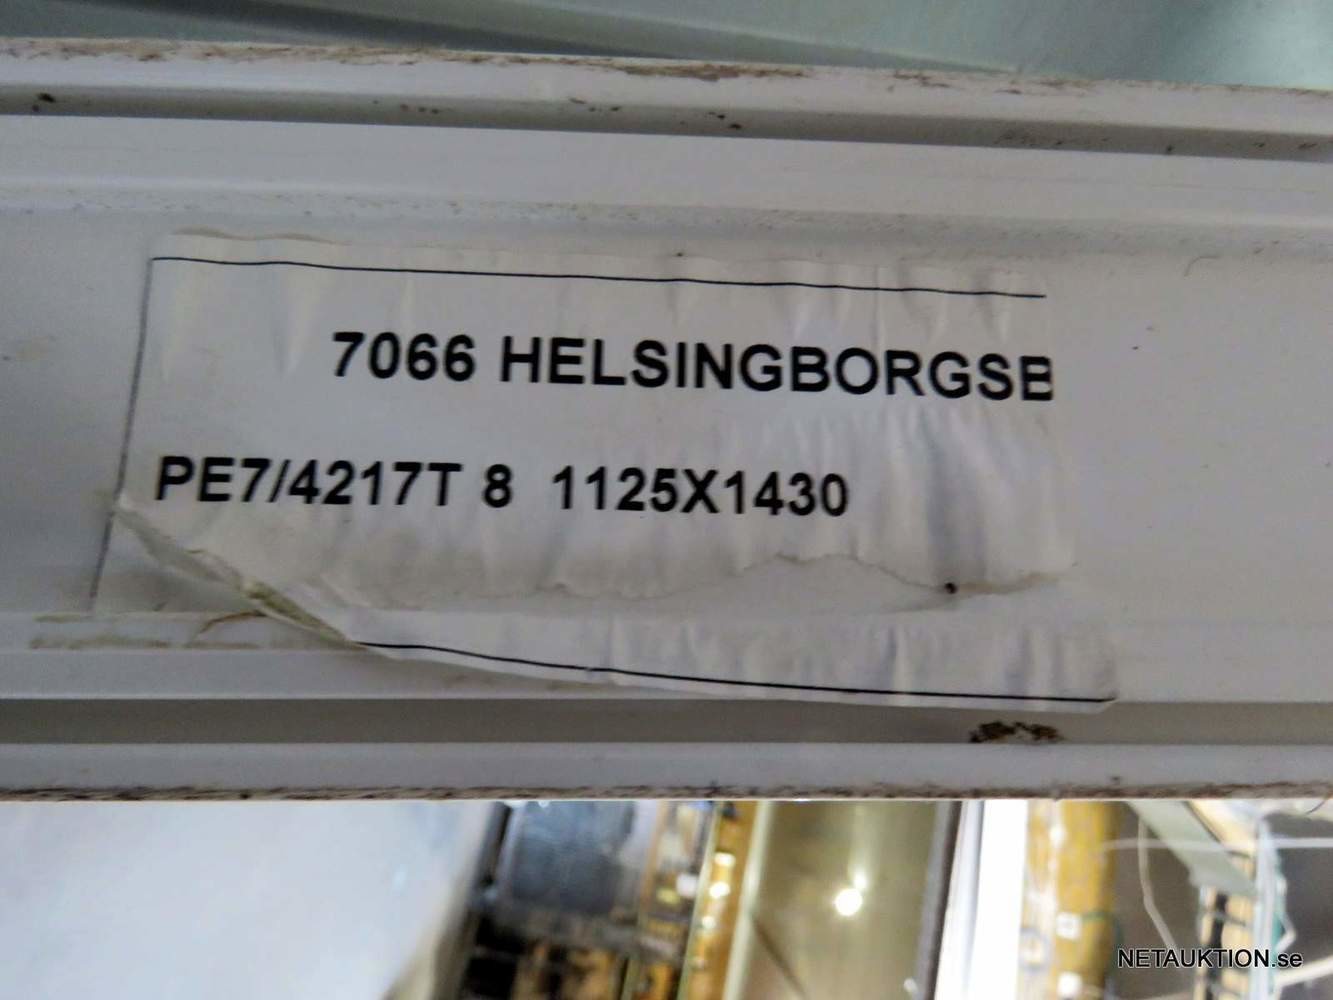 7066 HELSINGBORGSB
PE7/4217T 8 1125X1430
NETAUKTION.se